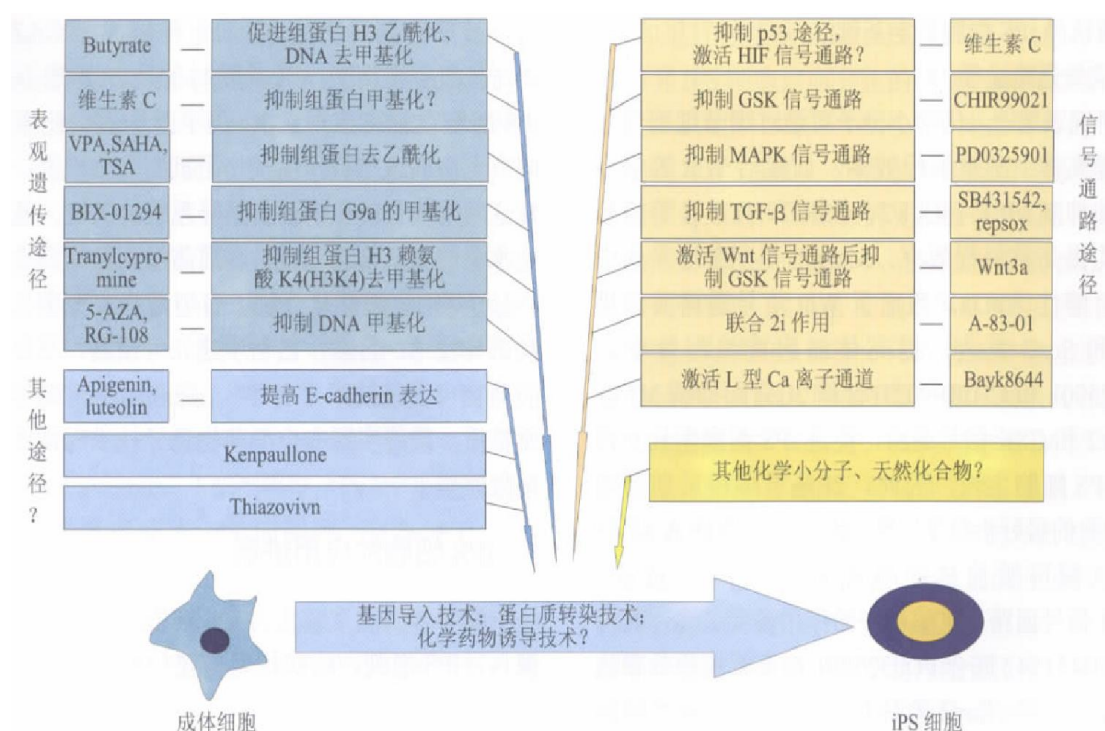 表观遗传途径
Butyrate
促进组蛋白 H3 乙酰化、
DNA 去甲基化
维生素 C
抑制组蛋白甲基化？
VPA,SAHA,
TSA
抑制组蛋白去乙酰化
BIX-01294
抑制组蛋白 G9a 的甲基化
Tranylcypro-
mine
抑制组蛋白 H3 赖氨
酸 K4(H3K4)去甲基化
5-AZA,
RG-108
抑制 DNA 甲基化
其他途径？
Apigenin,
luteolin
提高 E-cadherin 表达
Kenpaullone
Thiazovivn
抑制 p53 途径，
激活 HIF 信号通路？
维生素 C
抑制 GSK 信号通路
CHIR99021
抑制 MAPK 信号通路
PD0325901
抑制 TGF-β 信号通路
SB431542,
repsox
激活 Wnt 信号通路后抑
制 GSK 信号通路
Wnt3a
联合 2i 作用
A-83-01
激活 L 型 Ca 离子通道
Bayk8644
信号通路途径
其他化学小分子、天然化合物？
基因导入技术；蛋白质转染技术；
化学药物诱导技术？
成体细胞
iPS 细胞